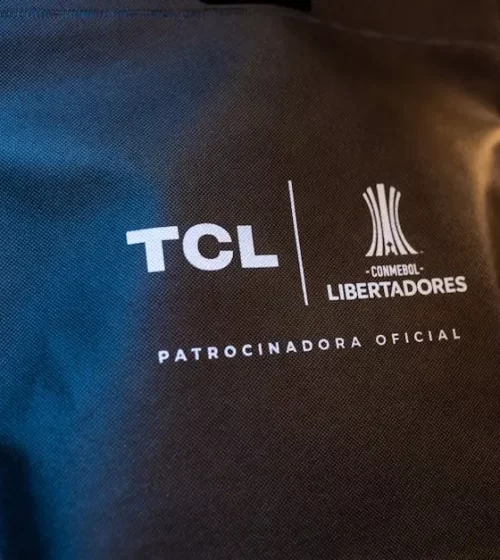 TCL
-CONMEBOL-
LIBERTADORES
PATROCINADORA OFICIAL